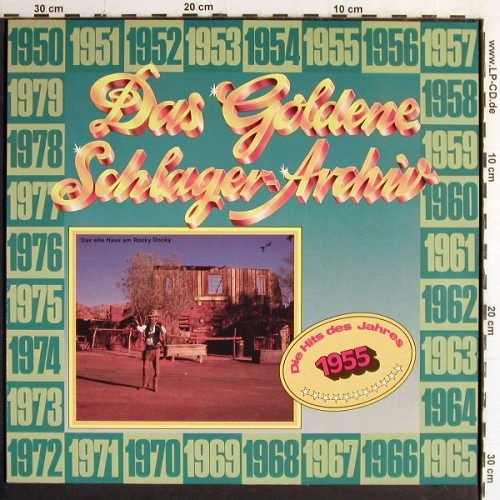 30 cm
20 cm
10 cm
www.LP-CD.de
10 cm
20 cm
30 cm
1950 1951 1952 1953 1954 1955 1956 1957
1979 1958
1978 1959
1977 1960
1976 1961
1975 1962
1974 1963
1973 1964
1972 1971 1970 1969 1968 1967 1966 1965
Das Goldene
Schlager-Archiv
Das alte Haus am Rocky Docky
Die Hits des Jahres
1955